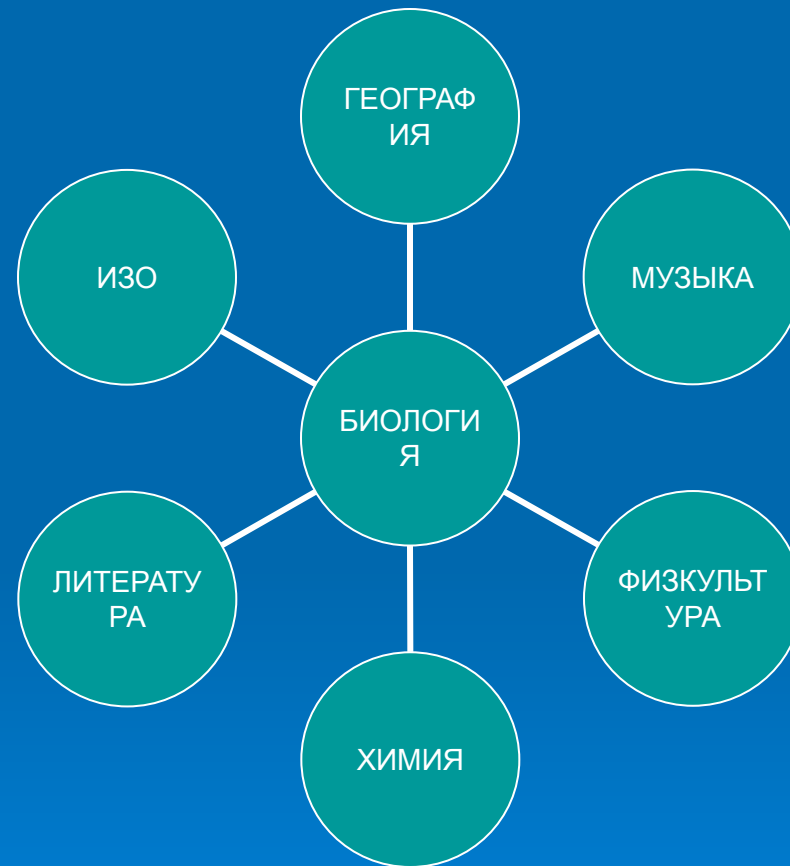 ГЕОГРАФ
ИЯ
ИЗО
МУЗЫКА
БИОЛОГИ
Я
ЛИТЕРАТУ
РА
ФИЗКУЛЬТ
УРА
ХИМИЯ